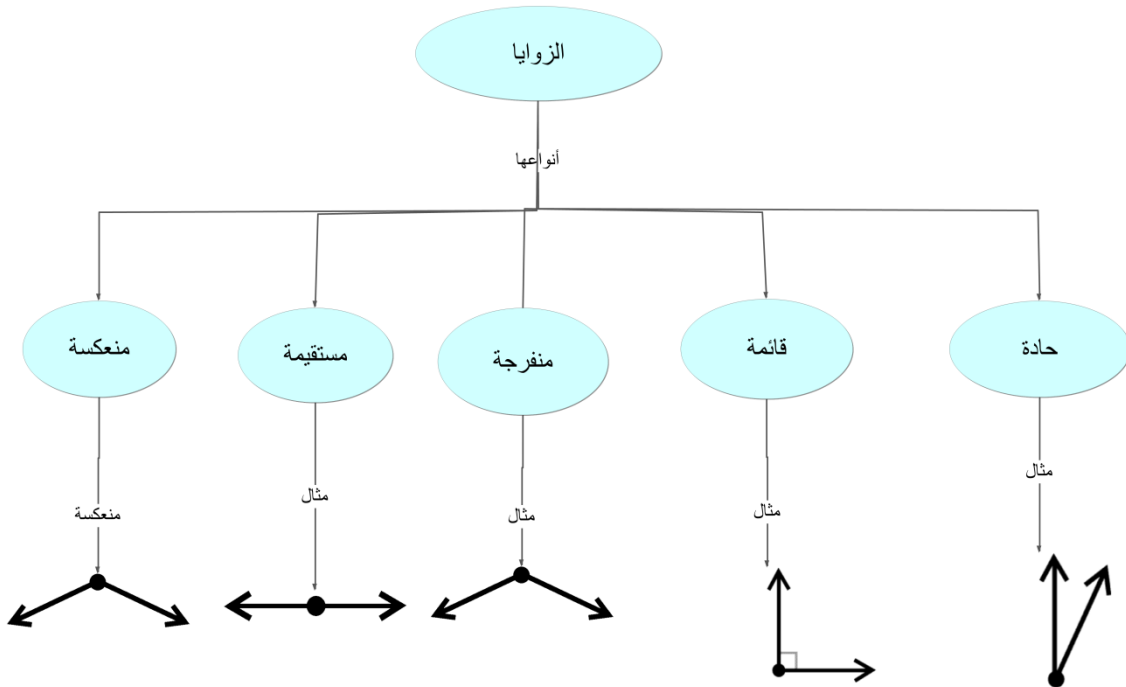 الزوايا
أنواعها
حادة
قائمة
منفرجة
مستقيمة
منعكسة
مثال
مثال
مثال
مثال
منعكسة